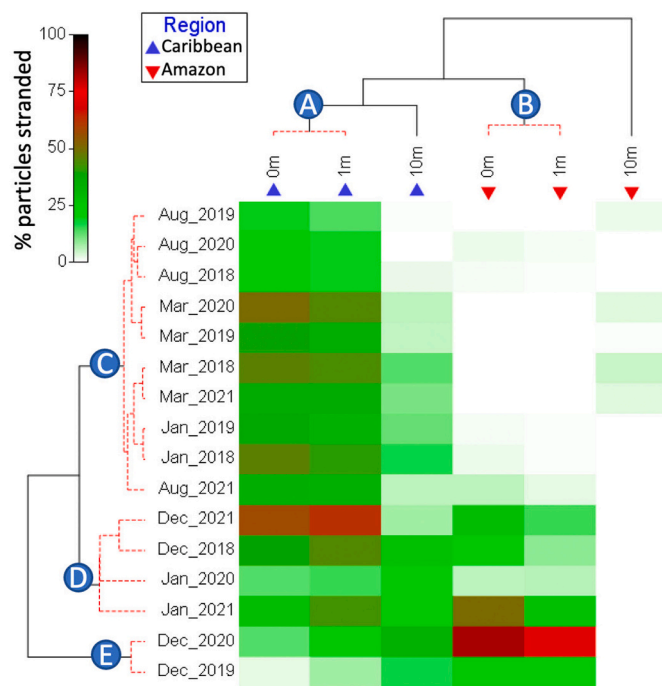 Region
Caribbean
Amazon
% particles stranded
100
75
50
25
0
A
B
0m
1m
10m
0m
1m
10m
Aug_2019
Aug_2020
Aug_2018
Mar_2020
Mar_2019
C
Mar_2018
Mar_2021
Jan_2019
Jan_2018
Aug_2021
Dec_2021
Dec_2018
D
Jan_2020
Jan_2021
Dec_2020
E
Dec_2019